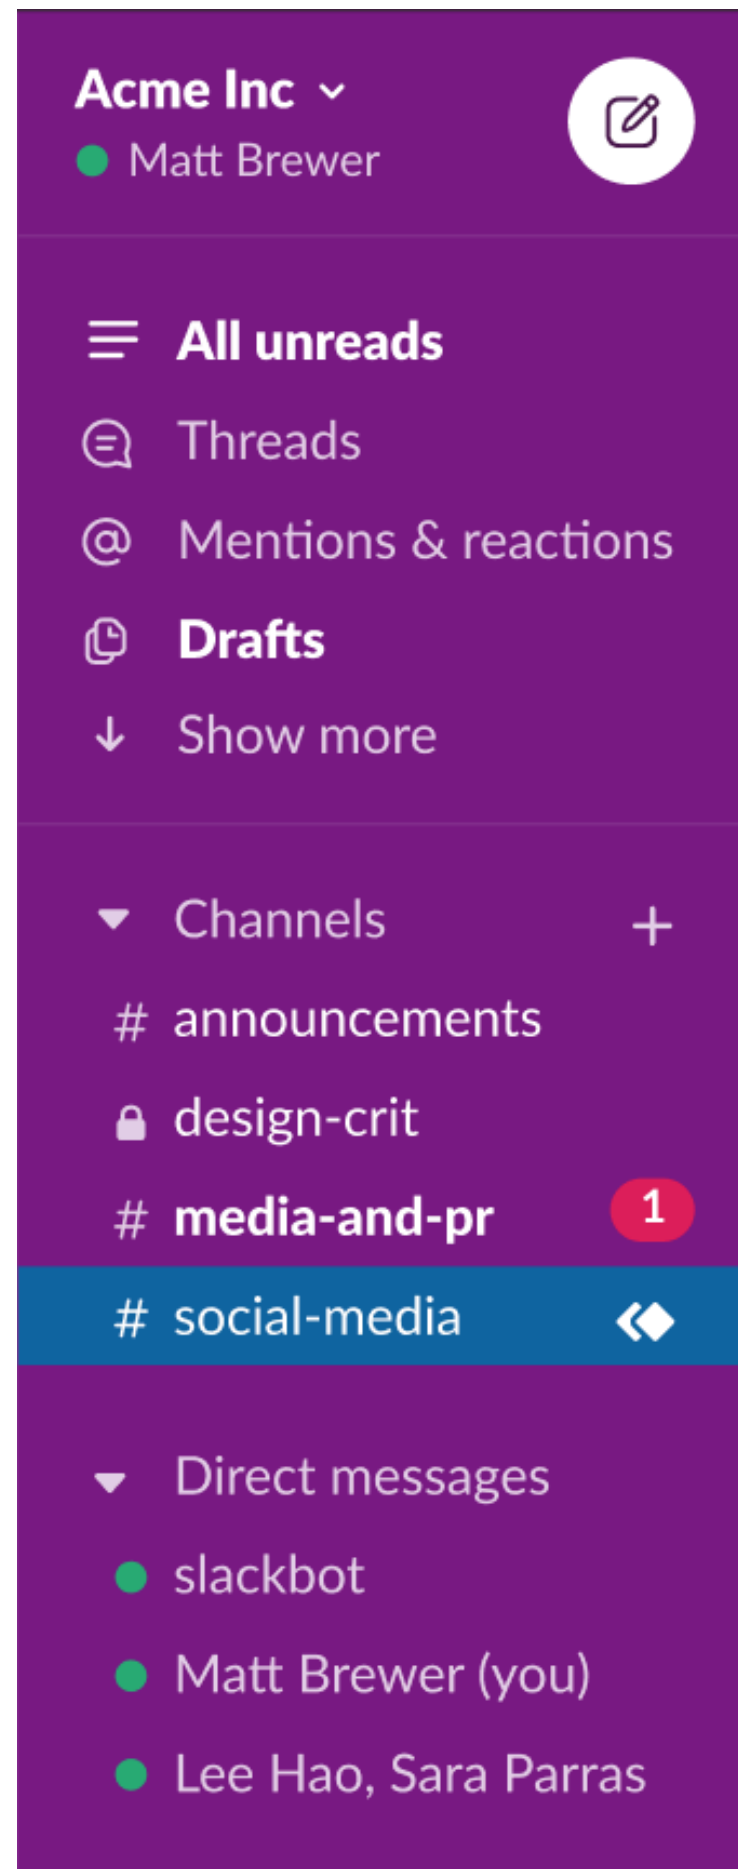 Acme Inc
Matt Brewer
All unreads
Threads
@ Mentions & reactions
Drafts
Show more
Channels +
# announcements
design-crit
# media-and-pr 1
# social-media
Direct messages
slackbot
Matt Brewer (you)
Lee Hao, Sara Parras